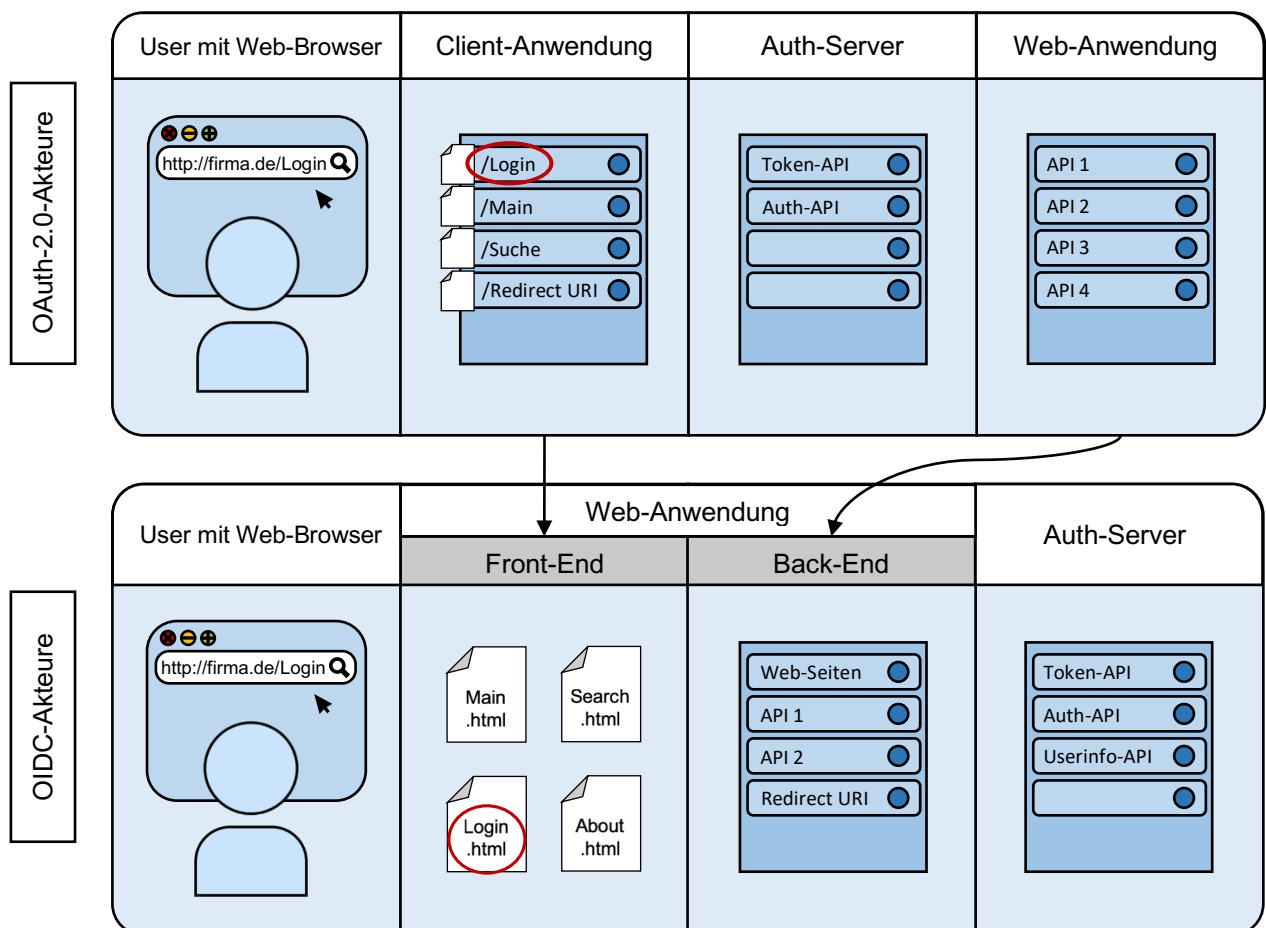 OAuth-2.0-Akteure
User mit Web-Browser
Client-Anwendung
Auth-Server
Web-Anwendung
http://firma.de/Login
/Login
/Main
/Suche
/Redirect URI
Token-API
Auth-API
API 1
API 2
API 3
API 4
OIDC-Akteure
User mit Web-Browser
Web-Anwendung
Front-End
Back-End
Auth-Server
http://firma.de/Login
Main
.html
Search
.html
Login
.html
About
.html
Web-Seiten
API 1
API 2
Redirect URI
Token-API
Auth-API
Userinfo-API